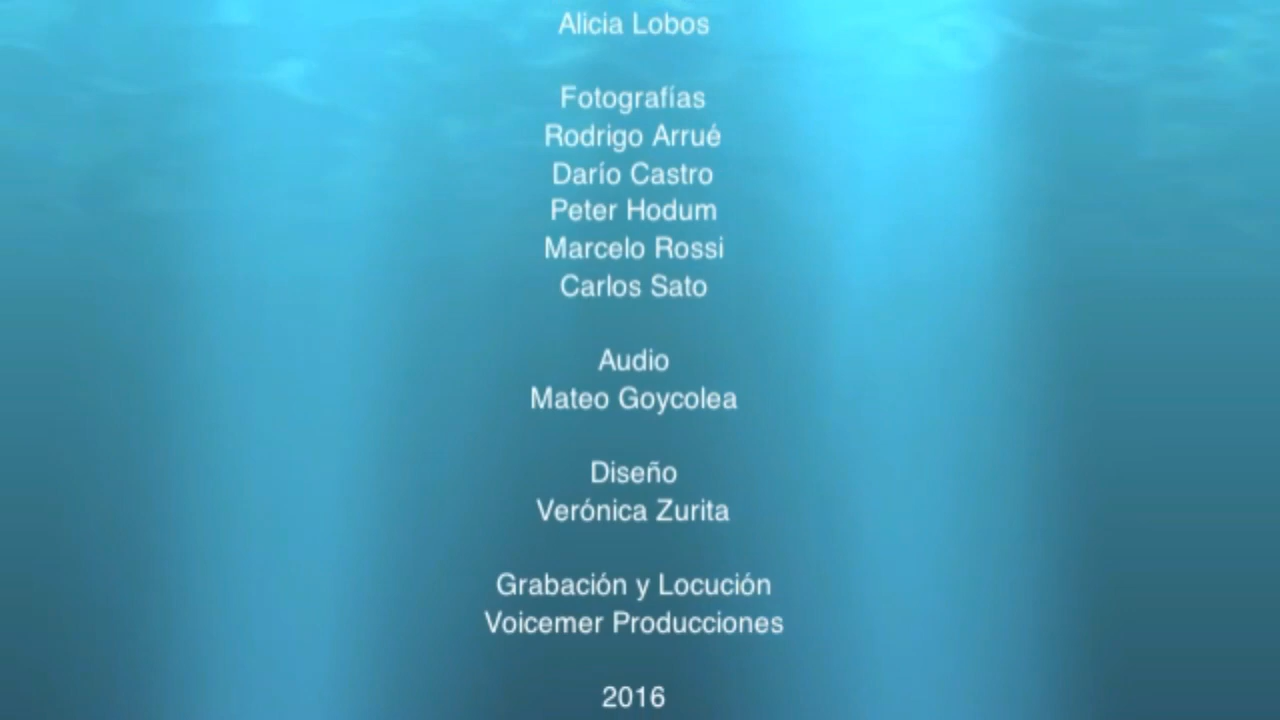 Alicia Lobos
Fotografías
Rodrigo Arrué
Darío Castro
Peter Hodum
Marcelo Rossi
Carlos Sato
Audio
Mateo Goycolea
Diseño
Verónica Zurita
Grabación y Locución
Voicemer Producciones
2016